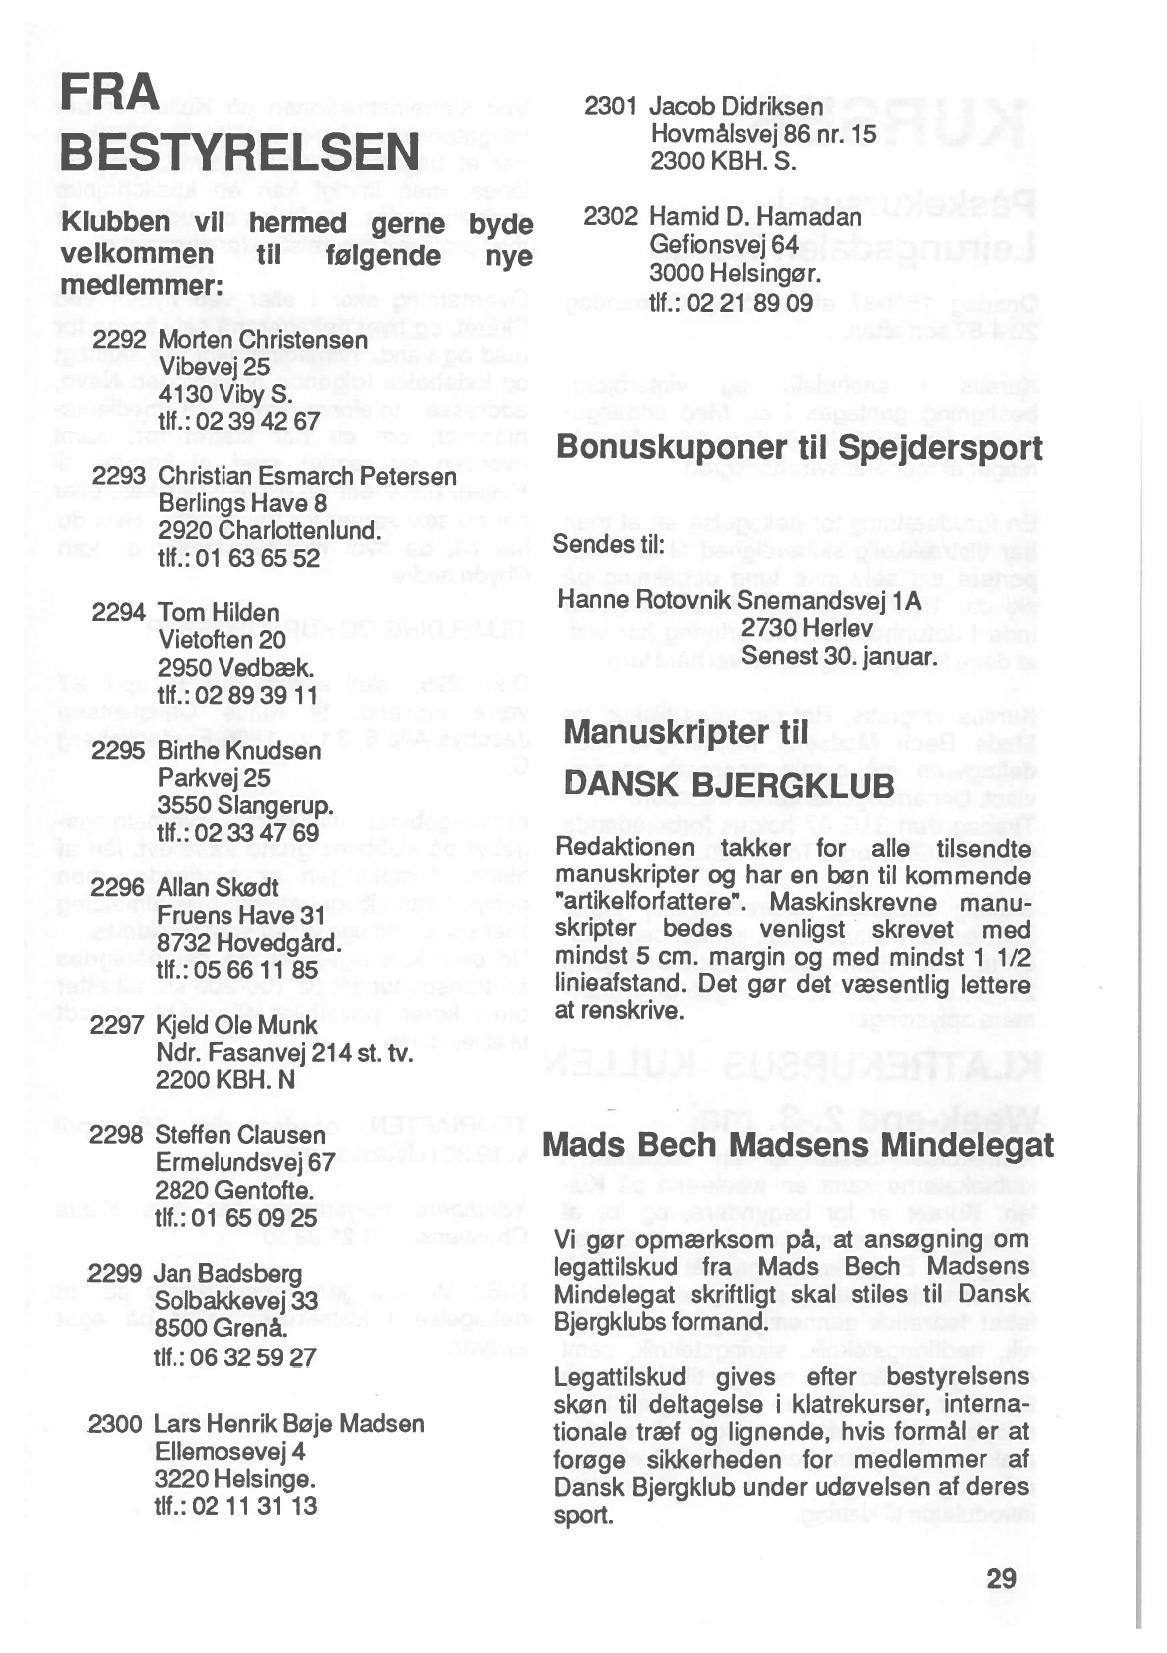 FRA
BESTYRELSEN
Klubben vil hermed gerne byde
velkommen til følgende nye
medlemmer:
2292 Morten Christensen
Vibevej 25
4130 Viby S.
tlf.: 02 39 42 67
2293 Christian Esmarch Petersen
Berlings Have 8
2920 Charlottenlund.
tlf.: 01 63 65 52
2294 Tom Hilden
Vietoften 20
2950 Vedbæk.
tlf.: 02 89 39 11
2295 Birthe Knudsen
Parkvej 25
3550 Slangerup.
tlf.: 02 33 47 69
2296 Allan Skødt
Fruens Have 31
8732 Hovedgård.
tlf.: 05 66 11 85
2297 Kjeld Ole Munk
Ndr. Fasanvej 214 st. tv.
2200 KBH. N
2298 Steffen Clausen
Ermelundsvej 67
2820 Gentofte.
tlf.: 01 65 09 25
2299 Jan Badsberg
Solbakkevej 33
8500 Grenå.
tlf.: 06 32 59 27
2300 Lars Henrik Bøje Madsen
Ellemosevej 4
3220 Helsinge.
tlf.: 02 11 31 13
2301 Jacob Didriksen
Hovmålsvej 86 nr. 15
2300 KBH. S.
2302 Hamid D. Hamadan
Gefionsvej 64
3000 Helsingør.
tlf.: 02 21 89 09
Bonuskuponer til Spejdersport
Sendes til:
Hanne Rotovnik Snemandsvej 1A
2730 Herlev
Senest 30. januar.
Manuskripter til
DANSK BJERGKLUB
Redaktionen takker for alle tilsendte
manuskripter og har en bøn til kommende
"artikelforfattere". Maskinskrevne manu-
skripter bedes venligst skrevet med
mindst 5 cm. margin og med mindst 1 1/2
linieafstand. Det gør det væsentlig lettere
at renskrive.
Mads Bech Madsens Mindelegat
Vi gør opmærksom på, at ansøgning om
legattilskud fra Mads Bech Madsens
Mindelegat skriftligt skal stiles til Dansk
Bjergklubs formand.
Legattilskud gives efter bestyrelsens
skøn til deltagelse i klatrekurser, interna-
tionale træf og lignende, hvis formål er at
forøge sikkerheden for medlemmer af
Dansk Bjergklub under udøvelsen af deres
sport.
29